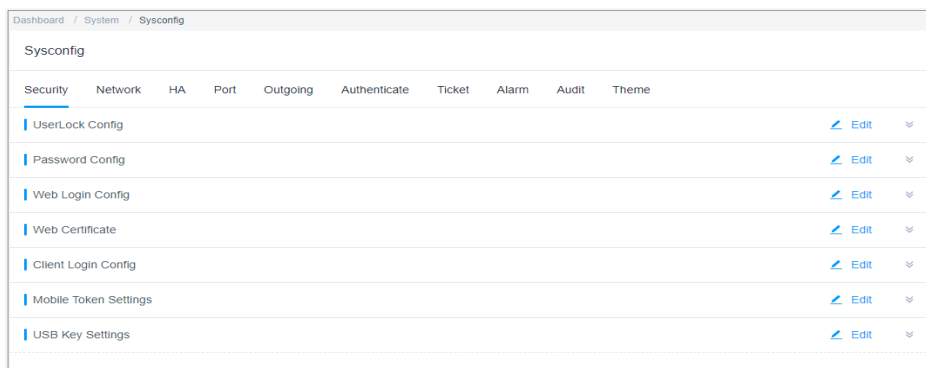 Dashboard / System / Sysconfig
Sysconfig
Security Network HA Port Outgoing Authenticate Ticket Alarm Audit Theme
UserLock Config Edit
Password Config Edit
Web Login Config Edit
Web Certificate Edit
Client Login Config Edit
Mobile Token Settings Edit
USB Key Settings Edit